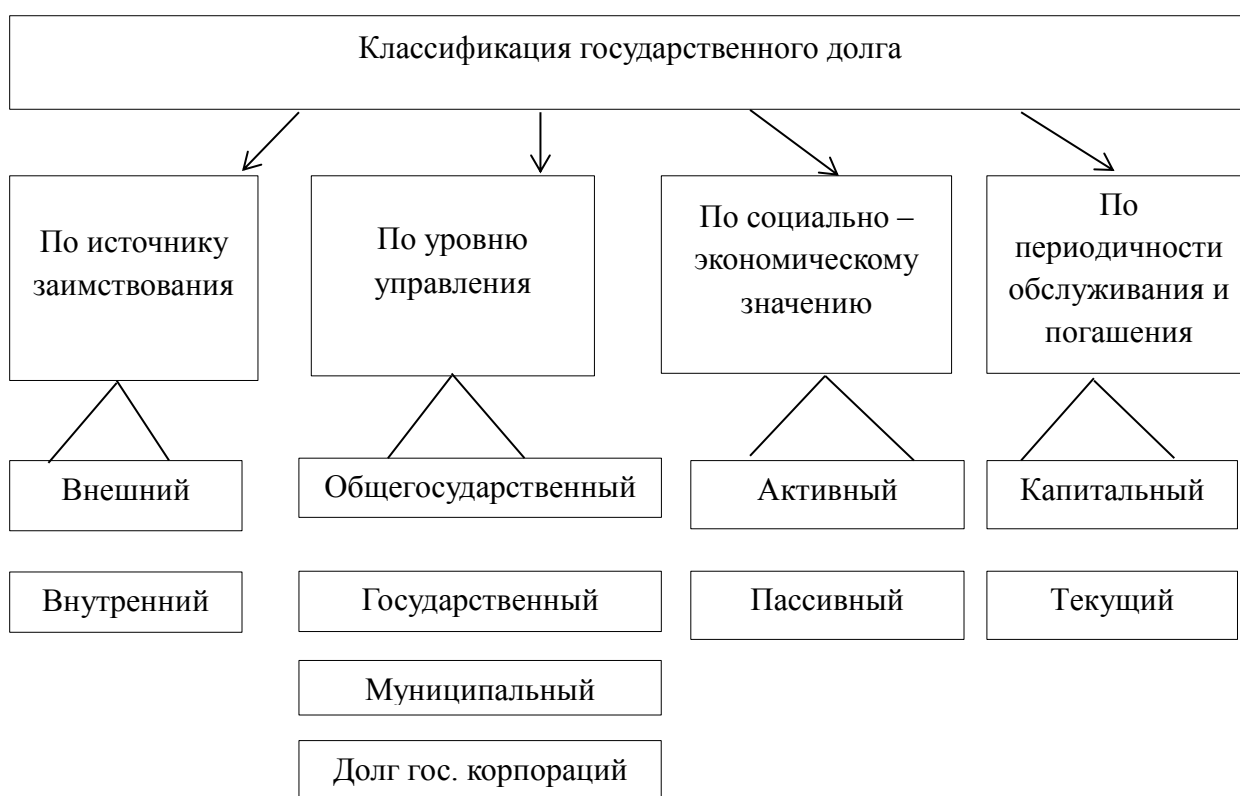 Классификация государственного долга
По источнику
заимствования
По уровню
управления
По социально –
экономическому
значению
По
периодичности
обслуживания и
погашения
Внешний
Общегосударственный
Активный
Капитальный
Внутренний
Государственный
Пассивный
Текущий
Муниципальный
Долг гос. корпораций